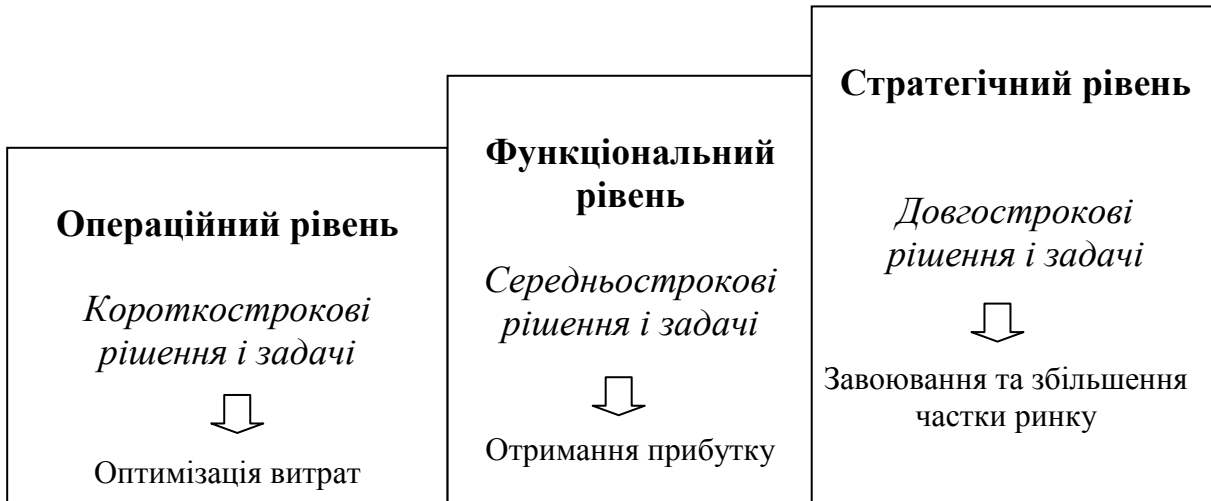 Операційний рівень
Короткострокові
рішення і задачі
Оптимізація витрат
Функціональний
рівень
Середньострокові
рішення і задачі
Отримання прибутку
Стратегічний рівень
Довгострокові
рішення і задачі
Завоювання та збільшення
частки ринку